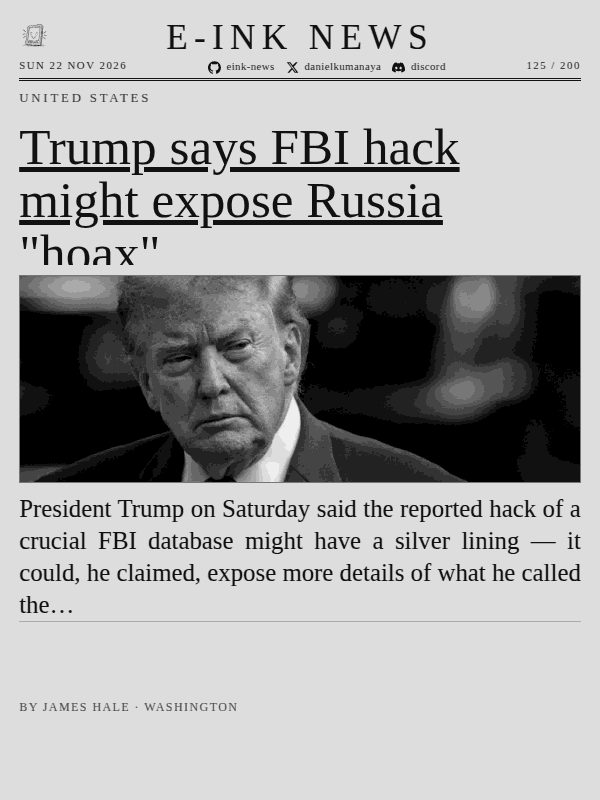 E-INK NEWS
SUN 22 NOV 2026
eink-news
danielkumanaya
discord
125 / 200
UNITED STATES
Trump says FBI hack
might expose Russia
"hoax"
President Trump on Saturday said the reported hack of a
crucial FBI database might have a silver lining — it
could, he claimed, expose more details of what he called
the…
BY JAMES HALE · WASHINGTON